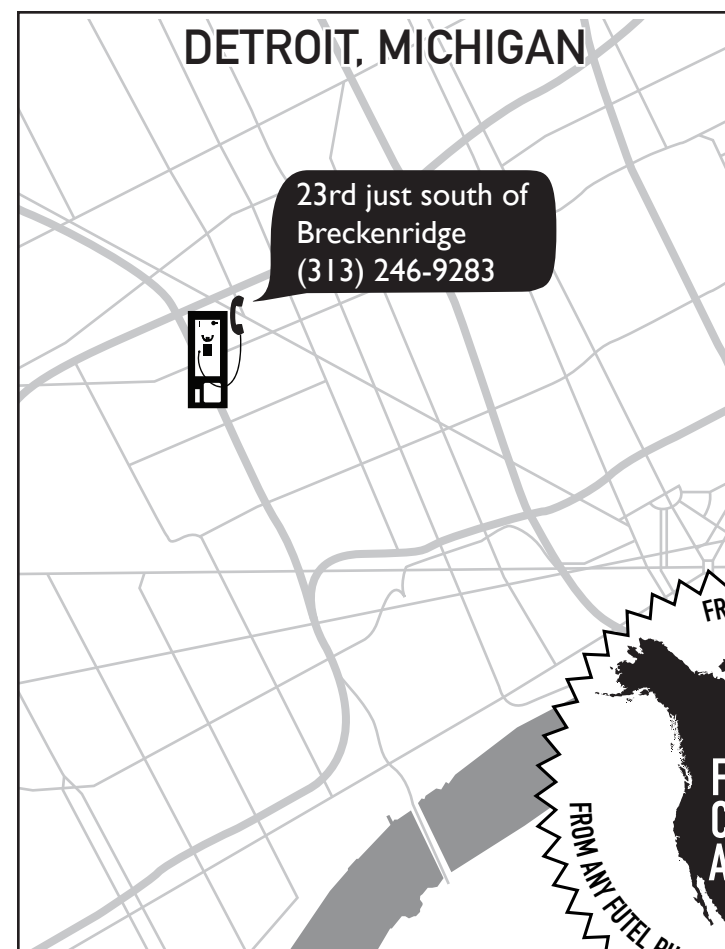 DETROIT, MICHIGAN
23rd just south of
Breckenridge
(313) 246-9283
FROM ANY FUTEL